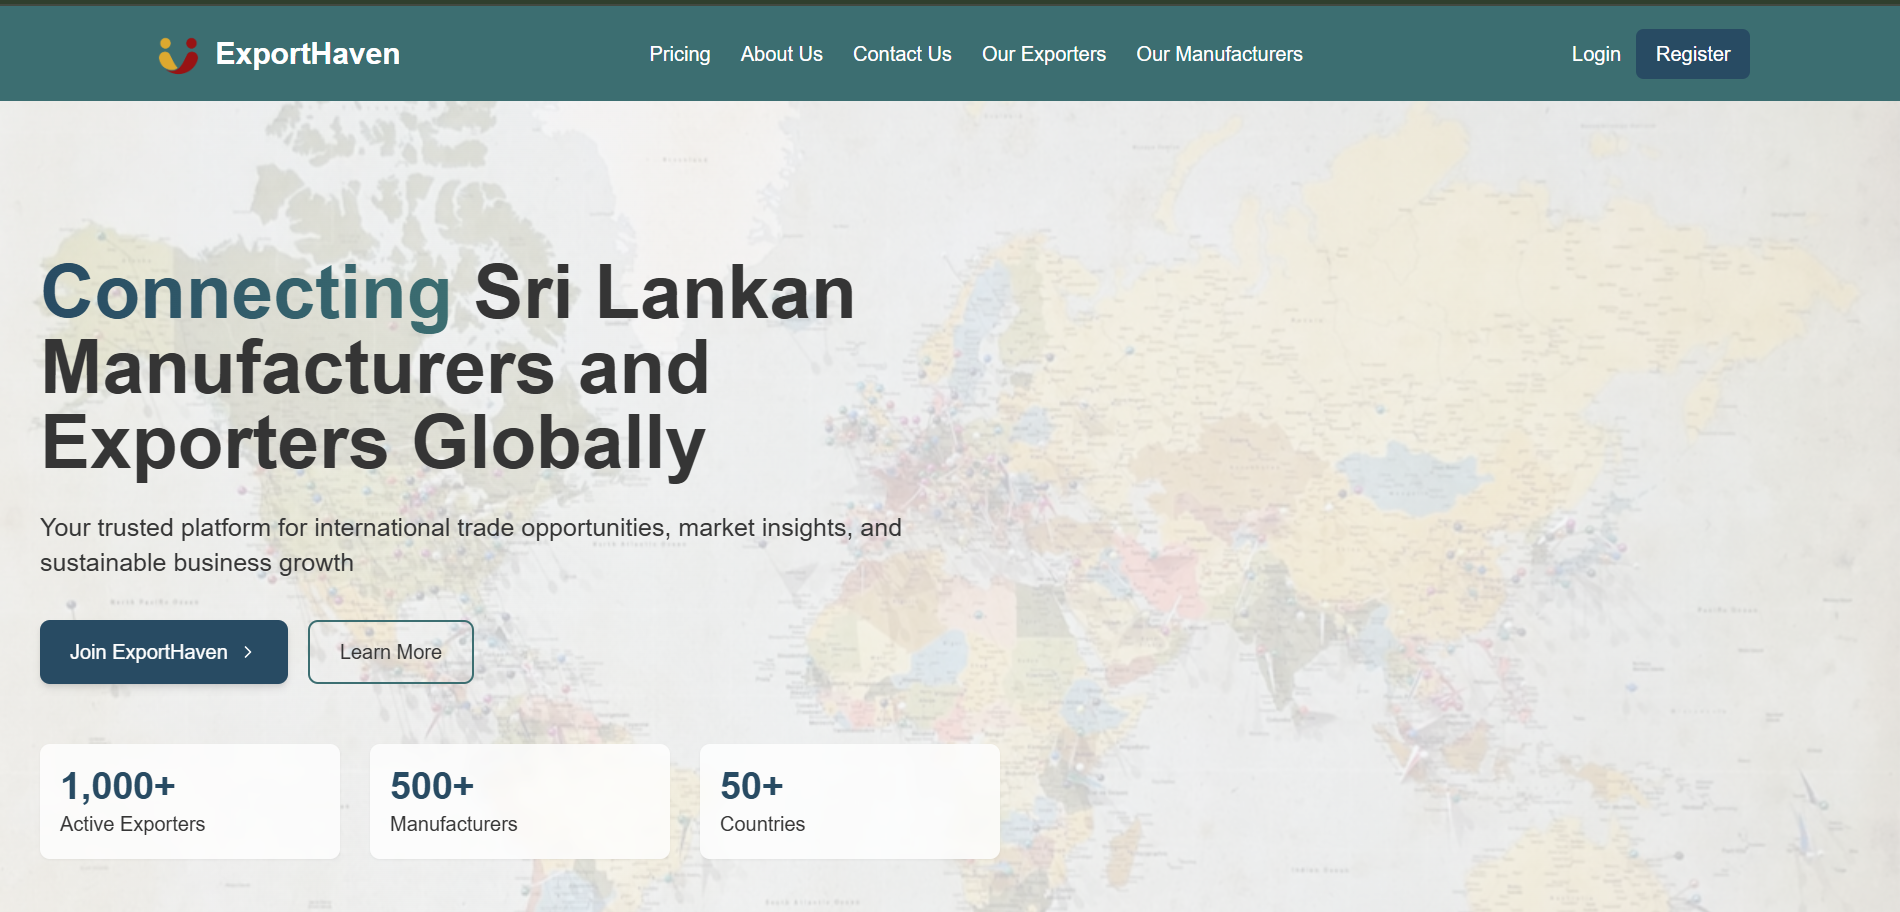 ExportHaven
Pricing About Us Contact Us Our Exporters Our Manufacturers
Login Register
Connecting Sri Lankan
Manufacturers and
Exporters Globally
Your trusted platform for international trade opportunities, market insights, and
sustainable business growth
Join ExportHaven
Learn More
1,000+
Active Exporters
500+
Manufacturers
50+
Countries